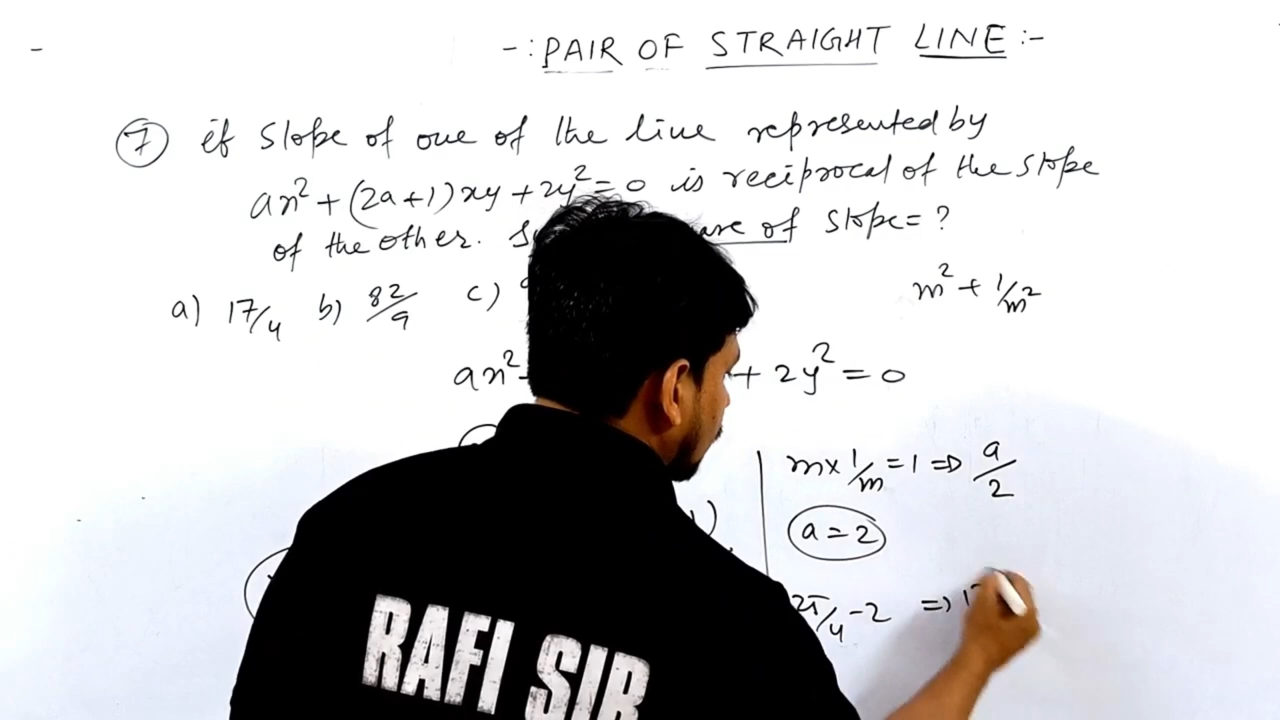 -: PAIR OF STRAIGHT LINE :-
⑦ if Slope of one of the line represented by
ax² + (2a+1)xy + 2y² = 0 is reciprocal of the slope
of the other. of slope = ?
a) 17/4 b) 82/9 c)
m² + 1/m²
ax² + 2y² = 0
m × 1/m = 1 ⇒ a/2
a = 2
25/4 - 2 ⇒ 1
RAFI SIR